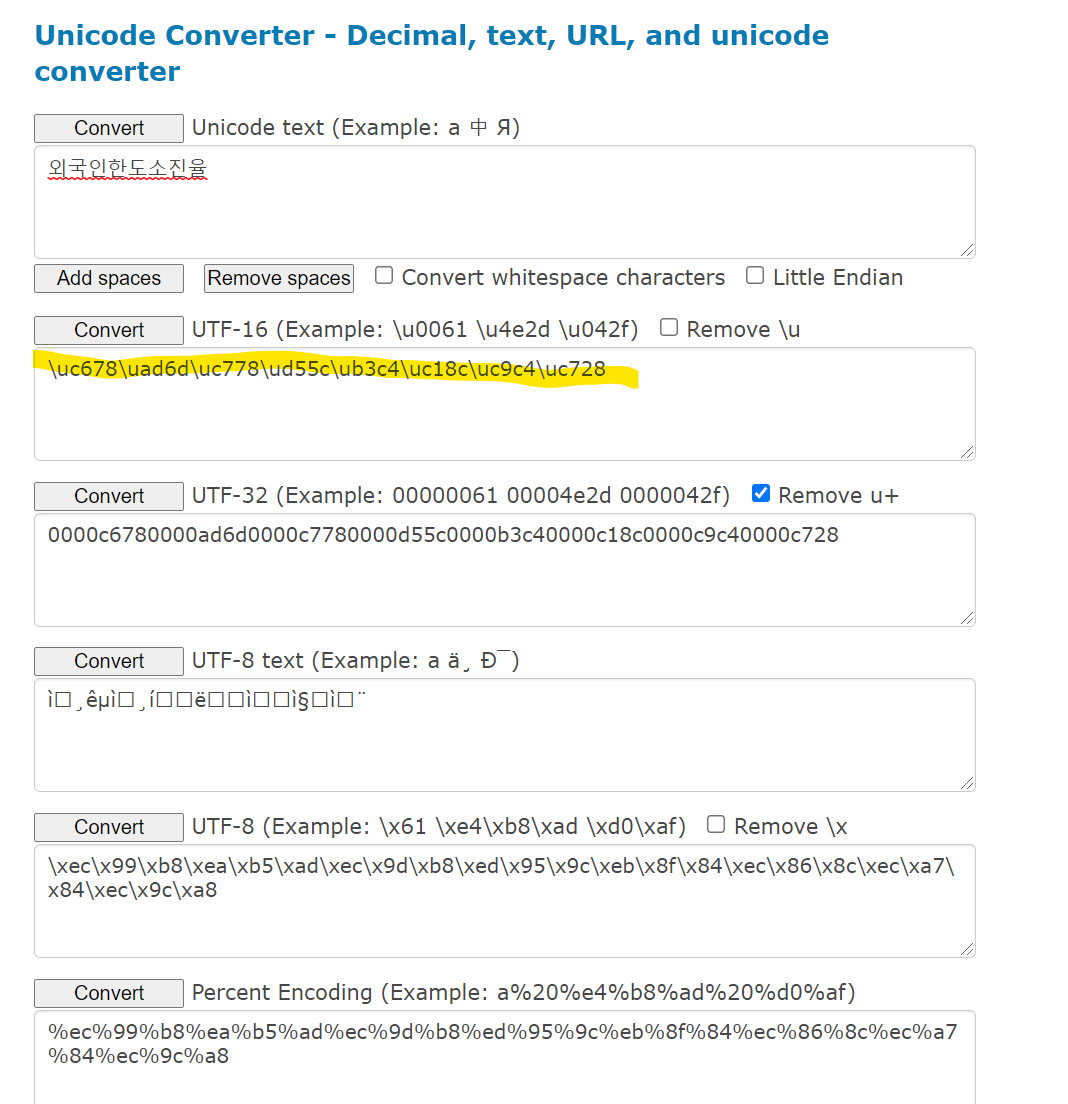 Unicode Converter - Decimal, text, URL, and unicode
converter
Convert Unicode text (Example: a 中 Я)
외국인한도소진율
Add spaces Remove spaces Convert whitespace characters Little Endian
Convert UTF-16 (Example: \u0061 \u4e2d \u042f) Remove \u
\uc678\uad6d\uc778\ud55c\ub3c4\uc18c\uc9c4\uc728
Convert UTF-32 (Example: 00000061 00004e2d 0000042f) Remove u+
0000c6780000ad6d0000c7780000d55c0000b3c40000c18c0000c9c40000c728
Convert UTF-8 text (Example: a ä¸­ Ð¯)
ì□¸êµ­ì□¸í□□ë□□ì□□ì§□ì□¨
Convert UTF-8 (Example: \x61 \xe4\xb8\xad \xd0\xaf) Remove \x
\xec\x99\xb8\xea\xb5\xad\xec\x9d\xb8\xed\x95\x9c\xeb\x8f\x84\xec\x86\x8c\xec\xa7\
x84\xec\x9c\xa8
Convert Percent Encoding (Example: a%20%e4%b8%ad%20%d0%af)
%ec%99%b8%ea%b5%ad%ec%9d%b8%ed%95%9c%eb%8f%84%ec%86%8c%ec%a7
%84%ec%9c%a8